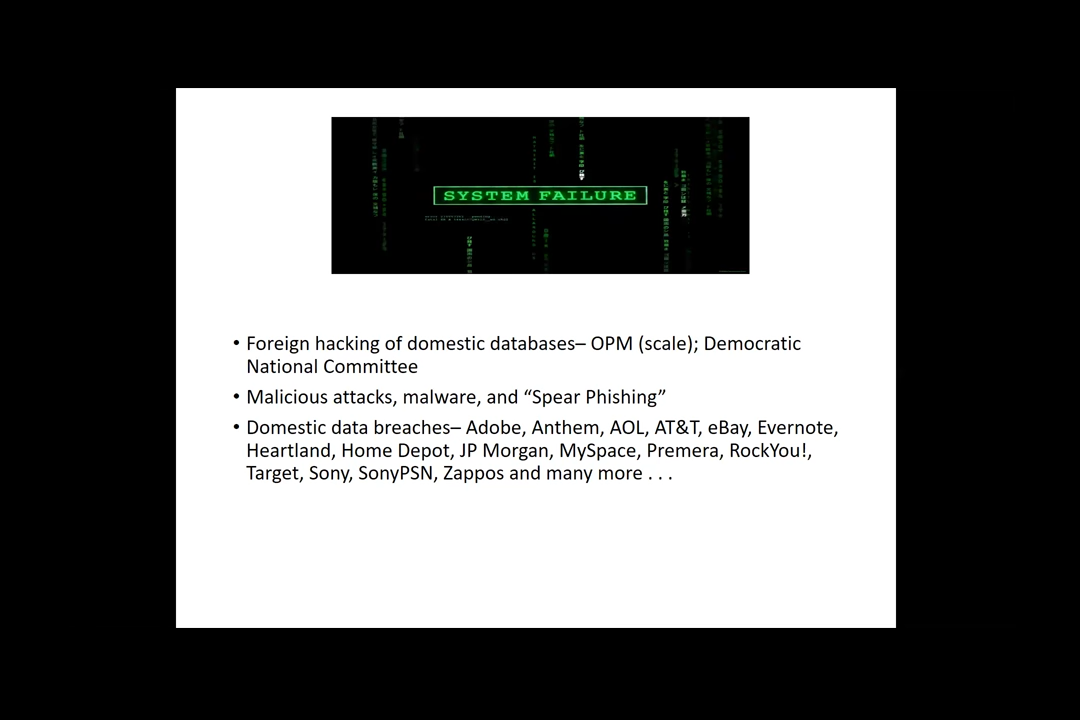 SYSTEM FAILURE
• Foreign hacking of domestic databases– OPM (scale); Democratic
National Committee
• Malicious attacks, malware, and “Spear Phishing”
• Domestic data breaches– Adobe, Anthem, AOL, AT&T, eBay, Evernote,
Heartland, Home Depot, JP Morgan, MySpace, Premera, RockYou!,
Target, Sony, SonyPSN, Zappos and many more . . .